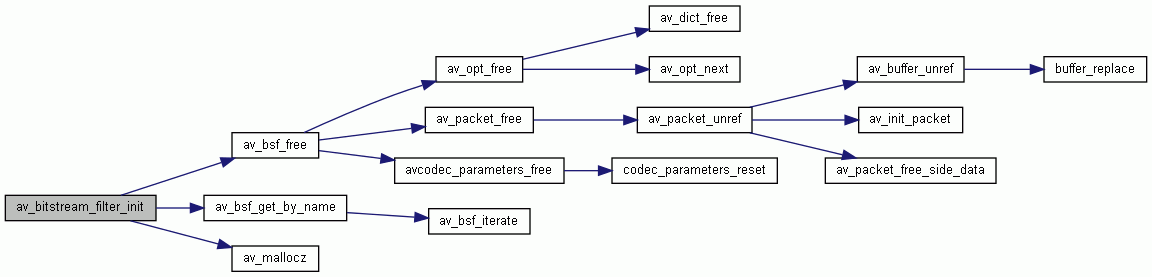 av_dict_free
av_opt_free
av_opt_next
av_buffer_unref
buffer_replace
av_packet_free
av_packet_unref
av_init_packet
av_bsf_free
avcodec_parameters_free
codec_parameters_reset
av_packet_free_side_data
av_bitstream_filter_init
av_bsf_get_by_name
av_bsf_iterate
av_mallocz